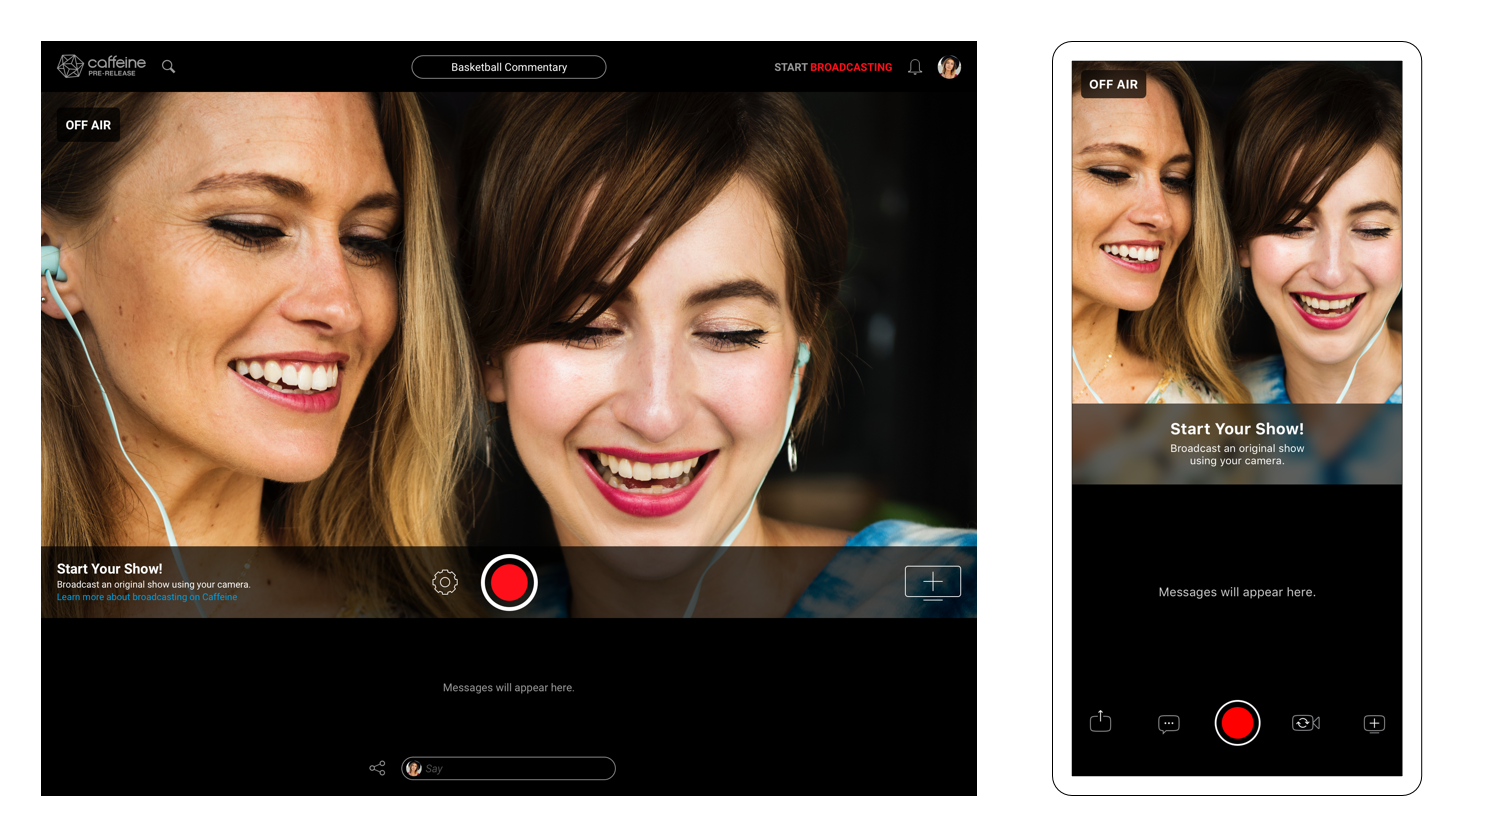 caffeine
PRE-RELEASE
Basketball Commentary
START BROADCASTING
OFF AIR
Start Your Show!
Broadcast an original show using your camera.
Learn more about broadcasting on Caffeine
Messages will appear here.
Say
OFF AIR
Start Your Show!
Broadcast an original show
using your camera.
Messages will appear here.